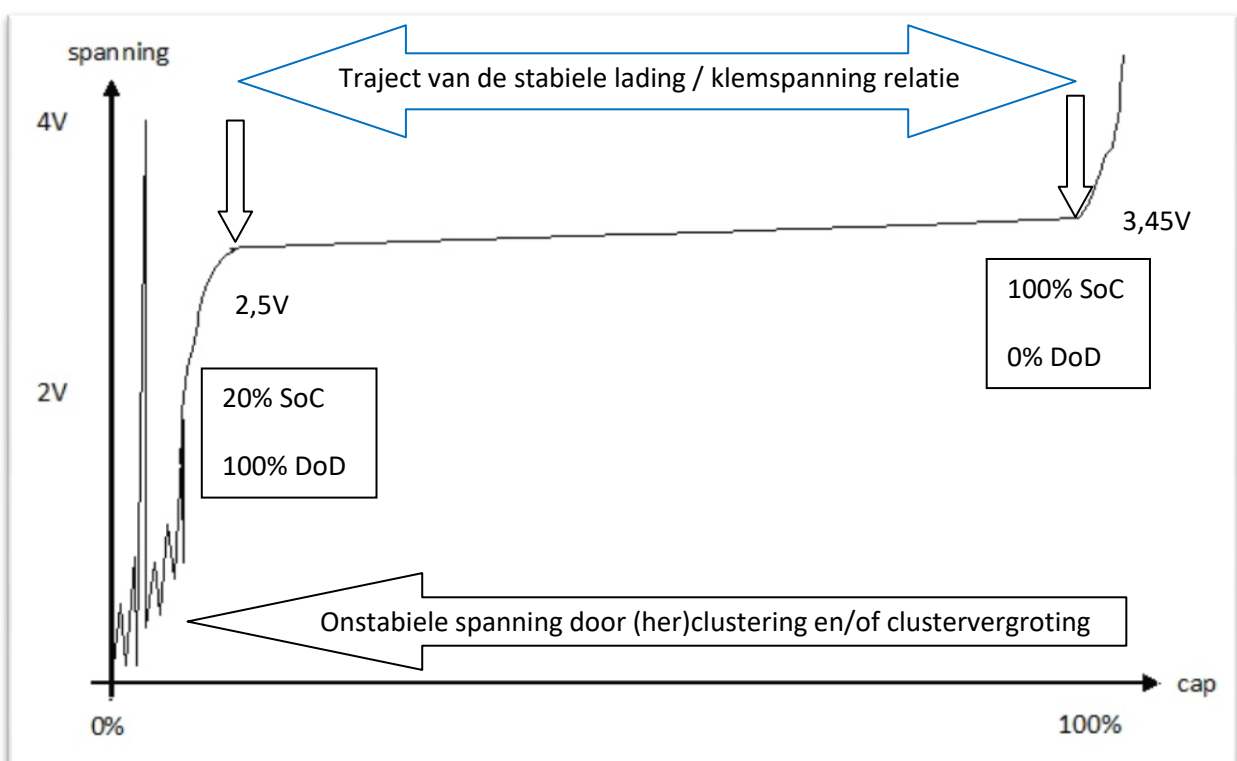 spanning
Traject van de stabiele lading / klemspanning relatie
4V
3,45V
2,5V
100% SoC
0% DoD
2V
20% SoC
100% DoD
Onstabiele spanning door (her)clustering en/of clustervergroting
cap
0%
100%